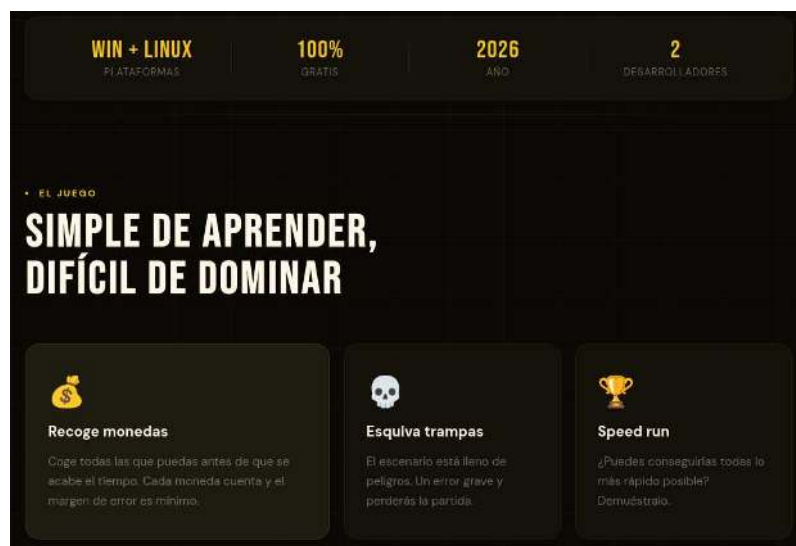 WIN + LINUX
PLATAFORMAS
100%
GRATIS
2026
AÑO
2
DESARROLLADORES
• EL JUEGO
SIMPLE DE APRENDER,
DIFÍCIL DE DOMINAR
Recoge monedas
Coge todas las que puedas antes de que se
acabe el tiempo. Cada moneda cuenta y el
margen de error es mínimo.
Esquiva trampas
El escenario está lleno de
peligros. Un error grave y
perderás la partida.
Speed run
¿Puedes conseguirlas todas lo
más rápido posible?
Demuéstralo.